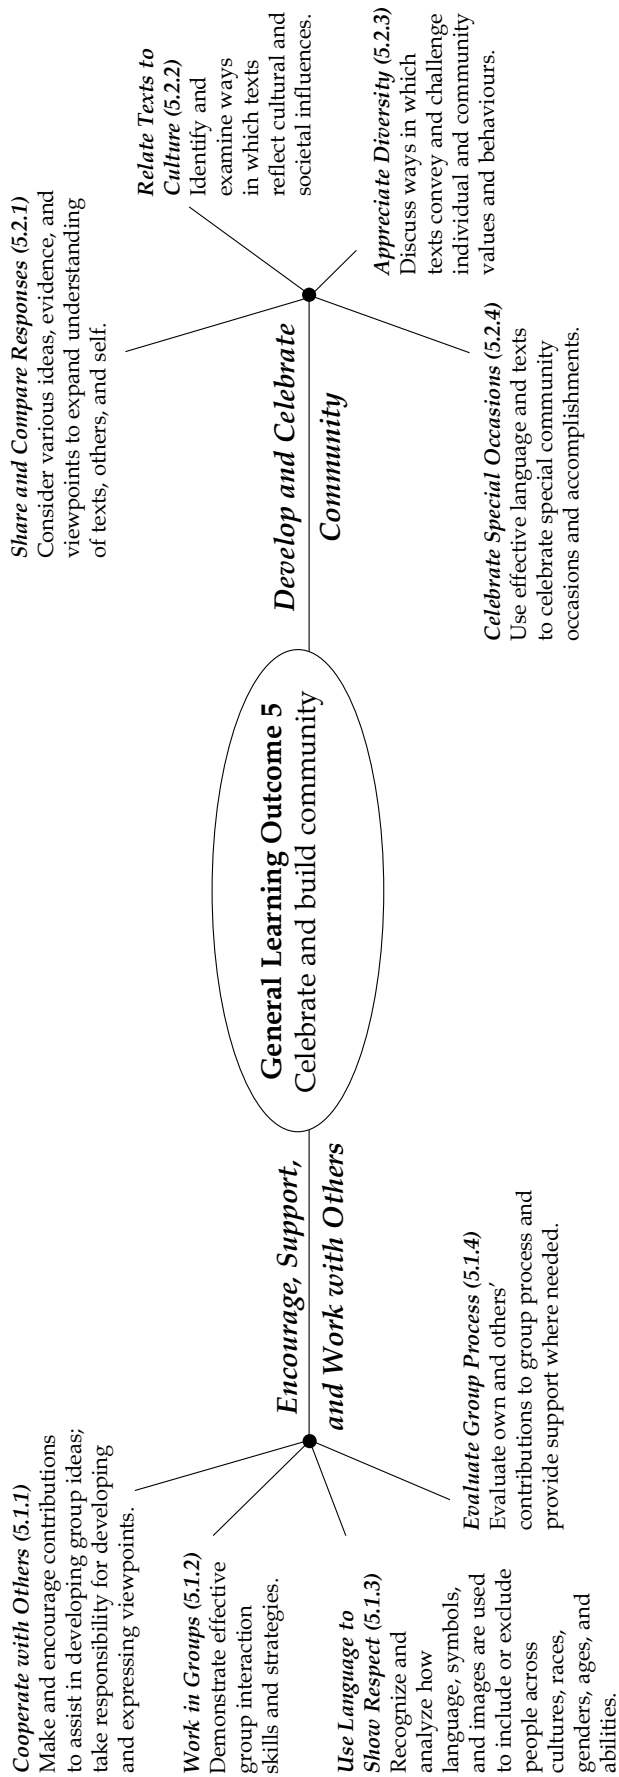 Cooperate with Others (5.1.1)
Make and encourage contributions
to assist in developing group ideas;
take responsibility for developing
and expressing viewpoints.
Work in Groups (5.1.2)
Demonstrate effective
group interaction
skills and strategies.
Use Language to
Show Respect (5.1.3)
Recognize and
analyze how
language, symbols,
and images are used
to include or exclude
people across
cultures, races,
genders, ages, and
abilities.
Evaluate Group Process (5.1.4)
Evaluate own and others’
contributions to group process and
provide support where needed.
Encourage, Support,
and Work with Others
General Learning Outcome 5
Celebrate and build community
Develop and Celebrate
Community
Share and Compare Responses (5.2.1)
Consider various ideas, evidence, and
viewpoints to expand understanding
of texts, others, and self.
Relate Texts to
Culture (5.2.2)
Identify and
examine ways
in which texts
reflect cultural and
societal influences.
Appreciate Diversity (5.2.3)
Discuss ways in which
texts convey and challenge
individual and community
values and behaviours.
Celebrate Special Occasions (5.2.4)
Use effective language and texts
to celebrate special community
occasions and accomplishments.